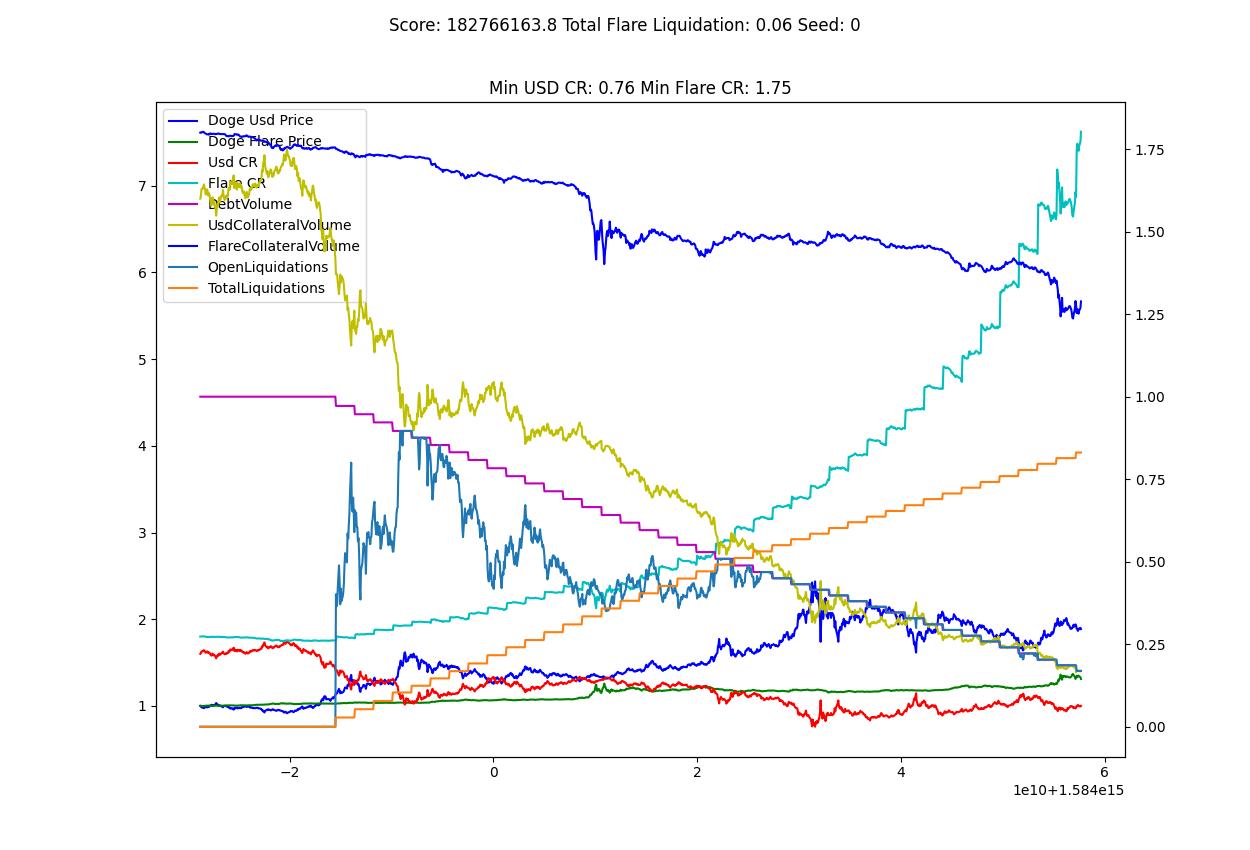 Score: 182766163.8 Total Flare Liquidation: 0.06 Seed: 0
Min USD CR: 0.76 Min Flare CR: 1.75
Doge Usd Price
Doge Flare Price
Usd CR
Flare CR
DebtVolume
UsdCollateralVolume
FlareCollateralVolume
OpenLiquidations
TotalLiquidations
7
6
5
4
3
2
1
1.75
1.50
1.25
1.00
0.75
0.50
0.25
0.00
−2
0
2
4
6
1e10+1.584e15